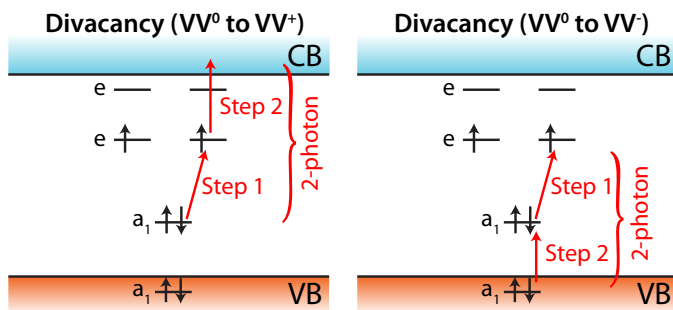 Divacancy (VV⁰ to VV⁺)
CB
e
Step 2
e
2-photon
Step 1
a₁
a₁
VB
Divacancy (VV⁰ to VV⁻)
CB
e
e
Step 1
2-photon
a₁
Step 2
a₁
VB